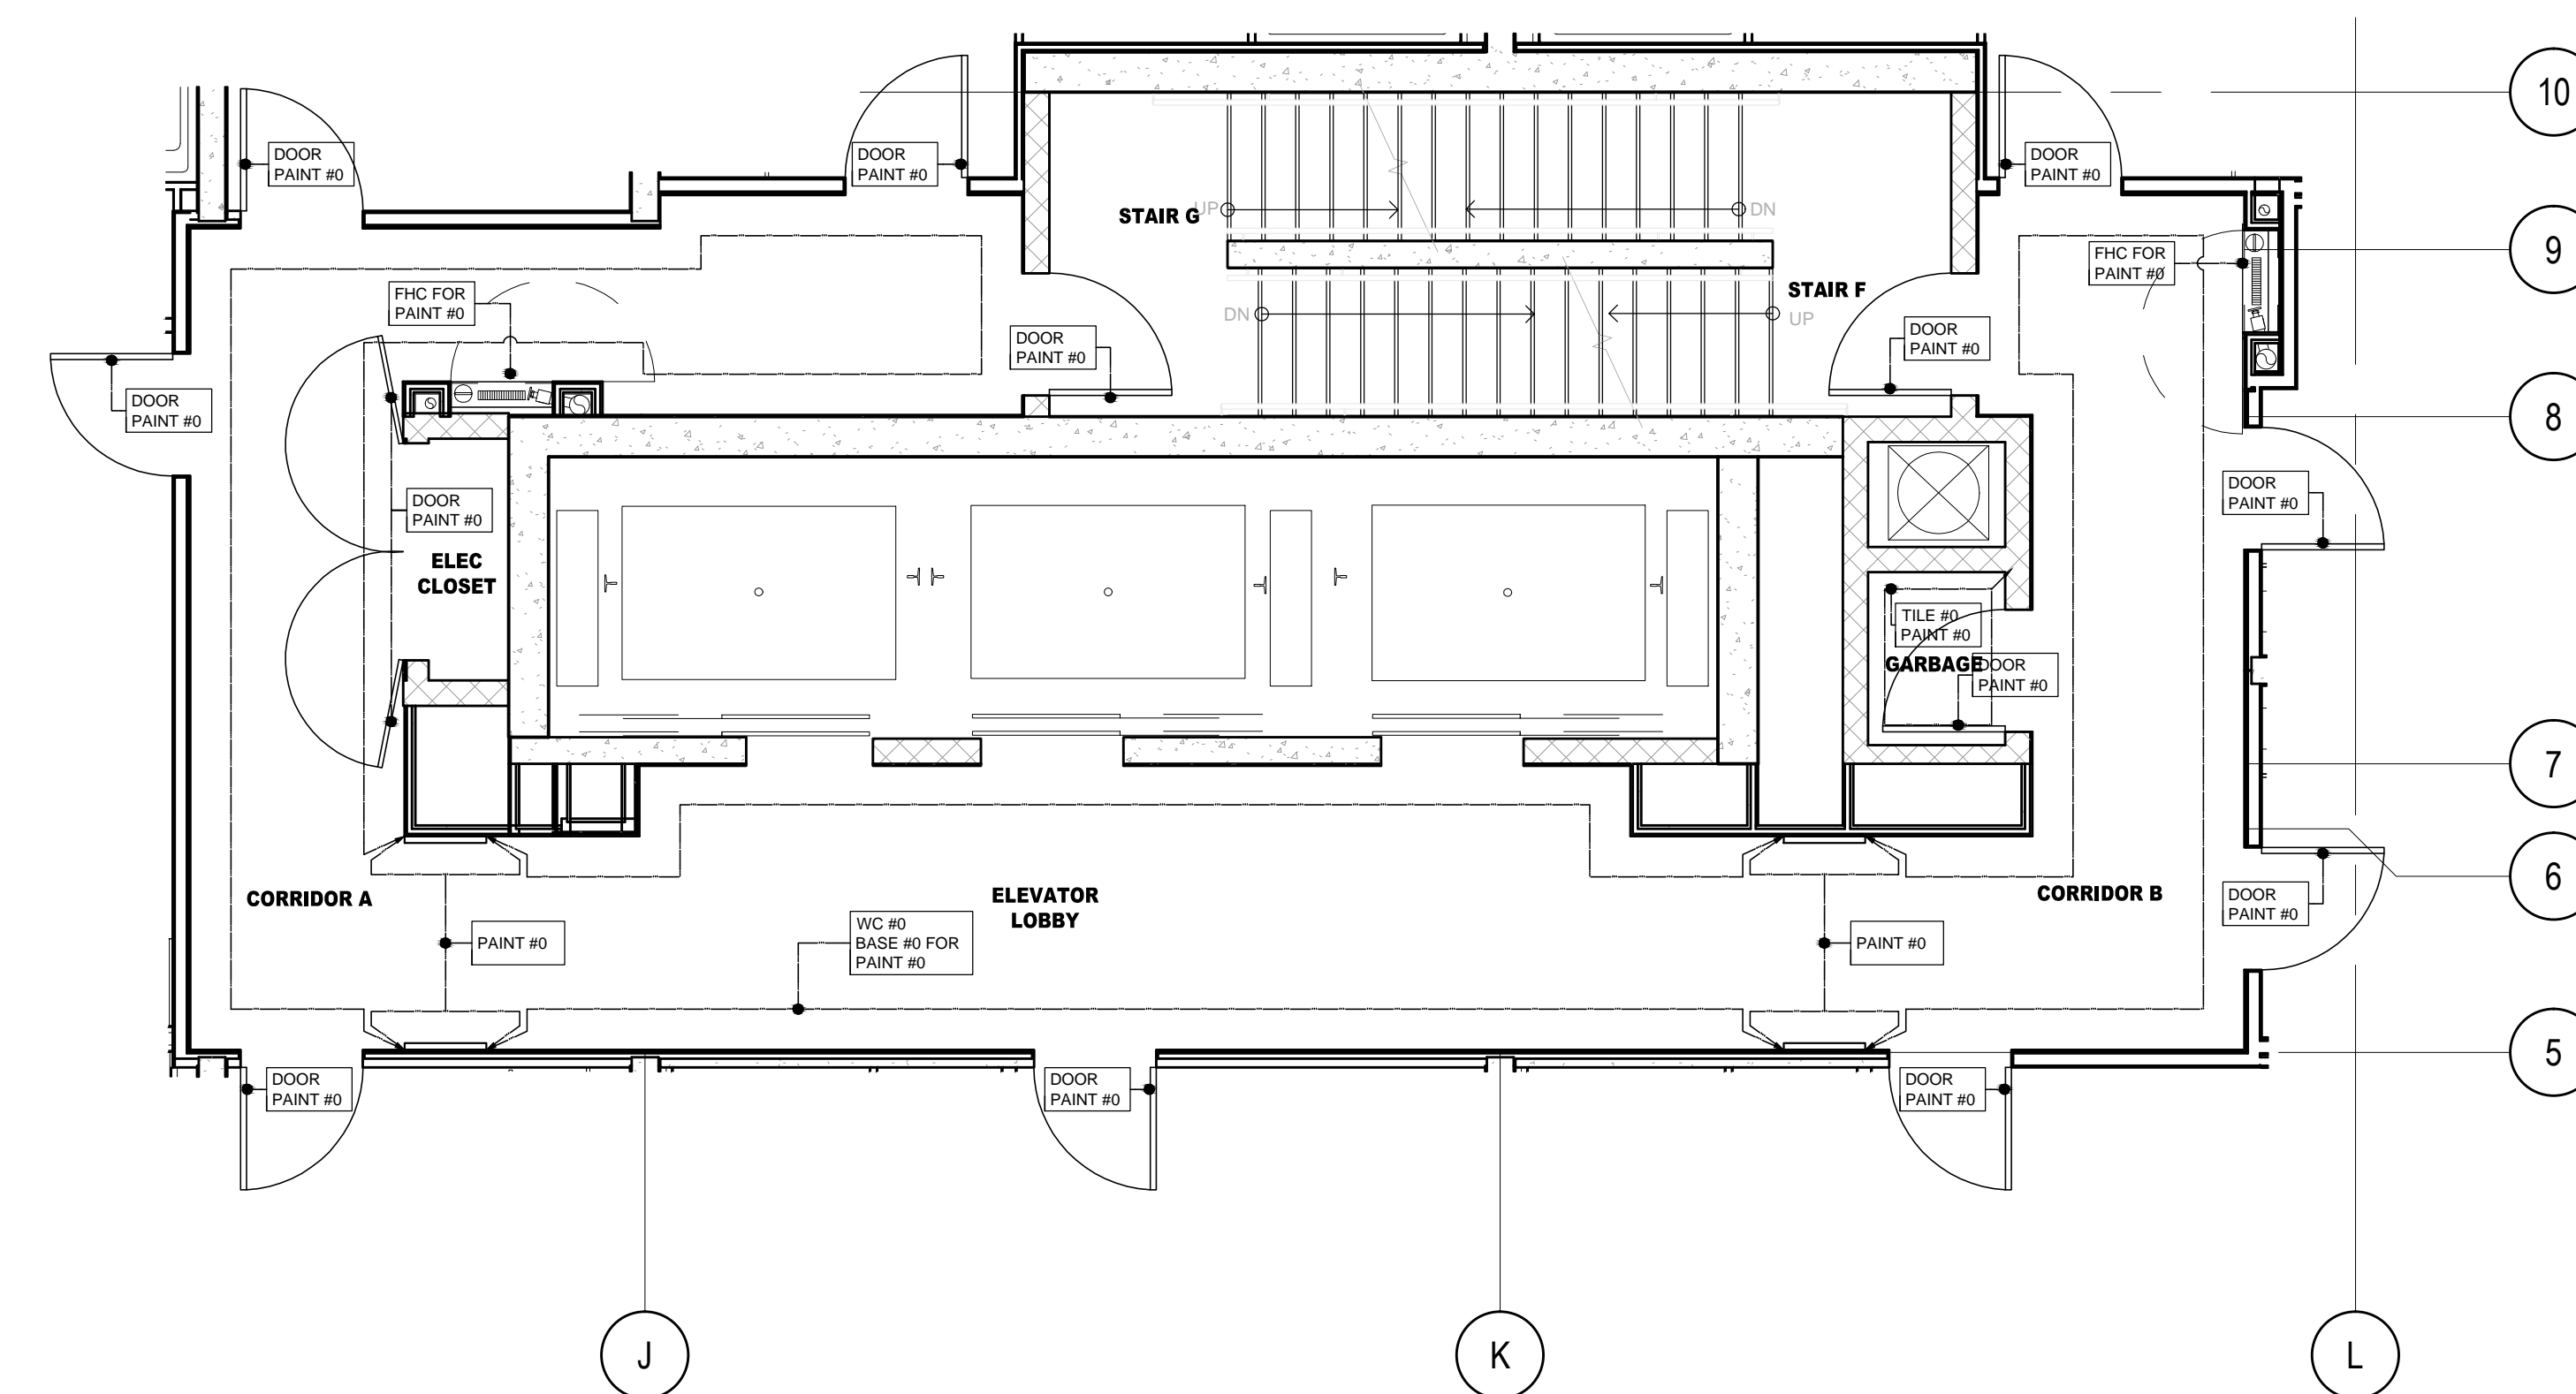 10
DOOR
PAINT #0
DOOR
PAINT #0
DOOR
PAINT #0
STAIR G
UP
DN
9
FHC FOR
PAINT #0
FHC FOR
PAINT #0
STAIR F
DN
UP
DOOR
PAINT #0
DOOR
PAINT #0
DOOR
PAINT #0
8
DOOR
PAINT #0
DOOR
PAINT #0
ELEC
CLOSET
TILE #0
PAINT #0
GARBAGE
DOOR
PAINT #0
7
6
CORRIDOR A
ELEVATOR
LOBBY
CORRIDOR B
DOOR
PAINT #0
PAINT #0
WC #0
BASE #0 FOR
PAINT #0
PAINT #0
5
DOOR
PAINT #0
DOOR
PAINT #0
DOOR
PAINT #0
J
K
L